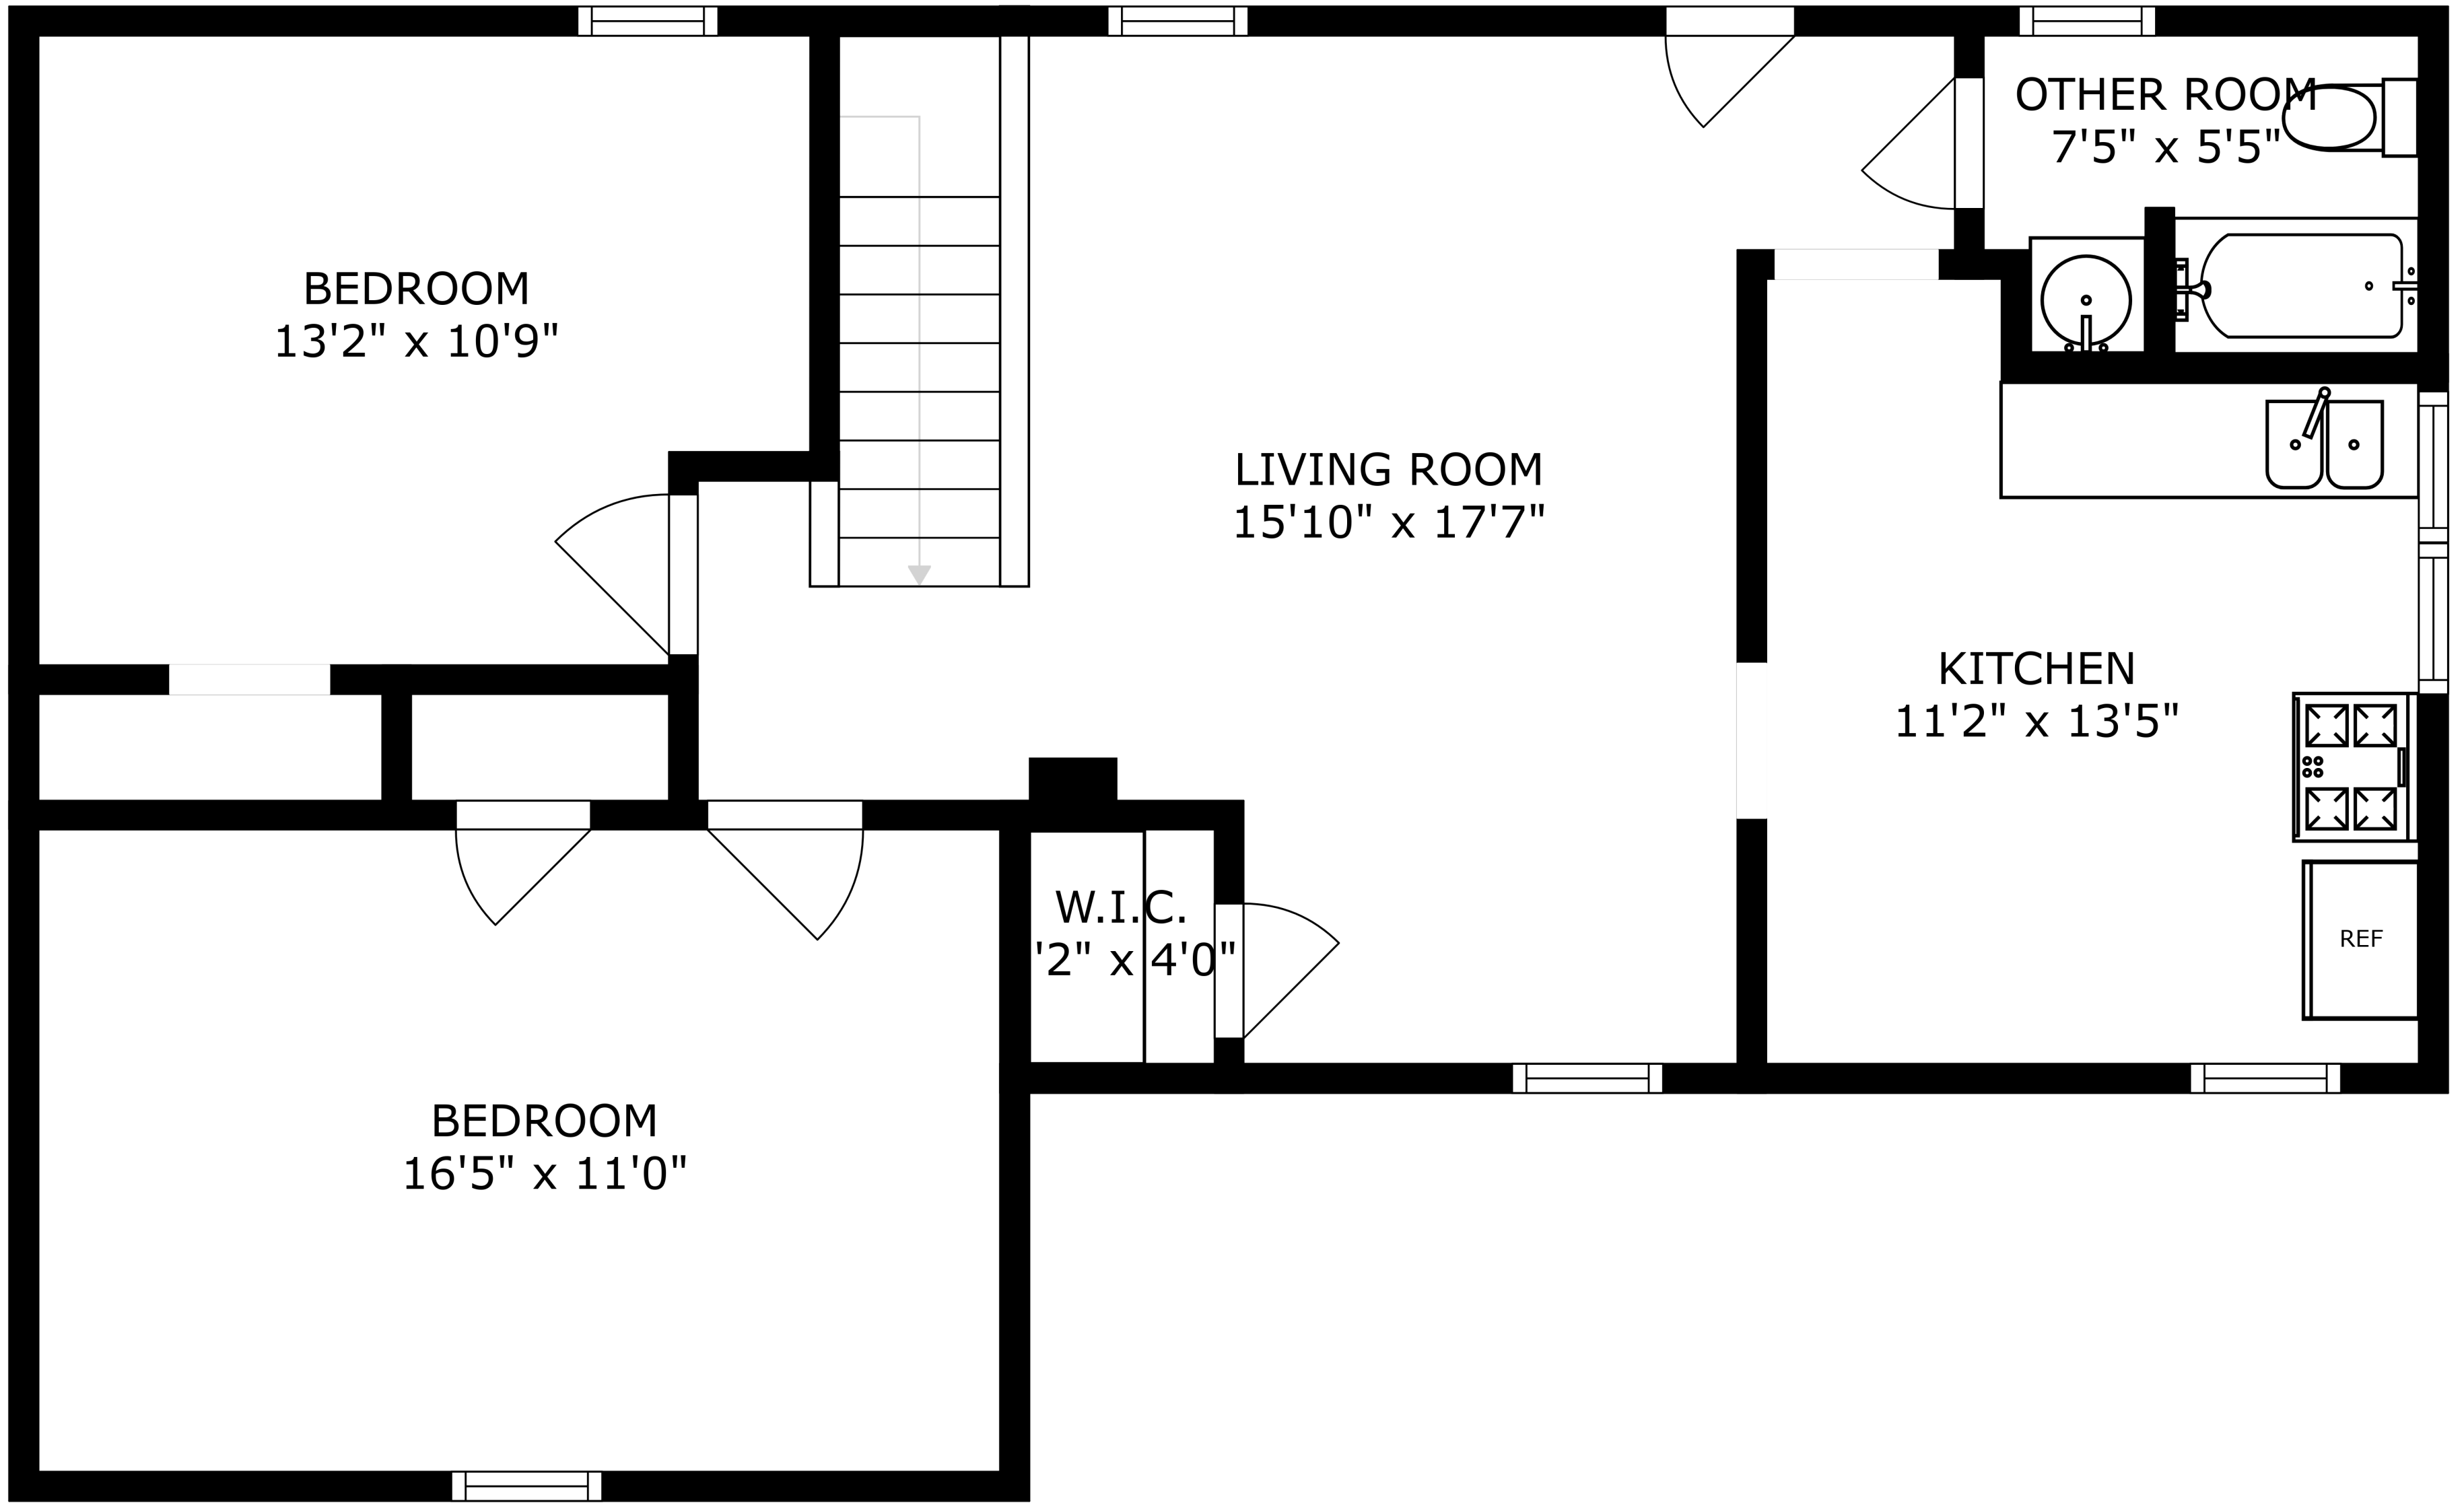 OTHER ROOM
7'5" x 5'5"
BEDROOM
13'2" x 10'9"
LIVING ROOM
15'10" x 17'7"
KITCHEN
11'2" x 13'5"
W.I.C.
'2" x 4'0"
REF
BEDROOM
16'5" x 11'0"